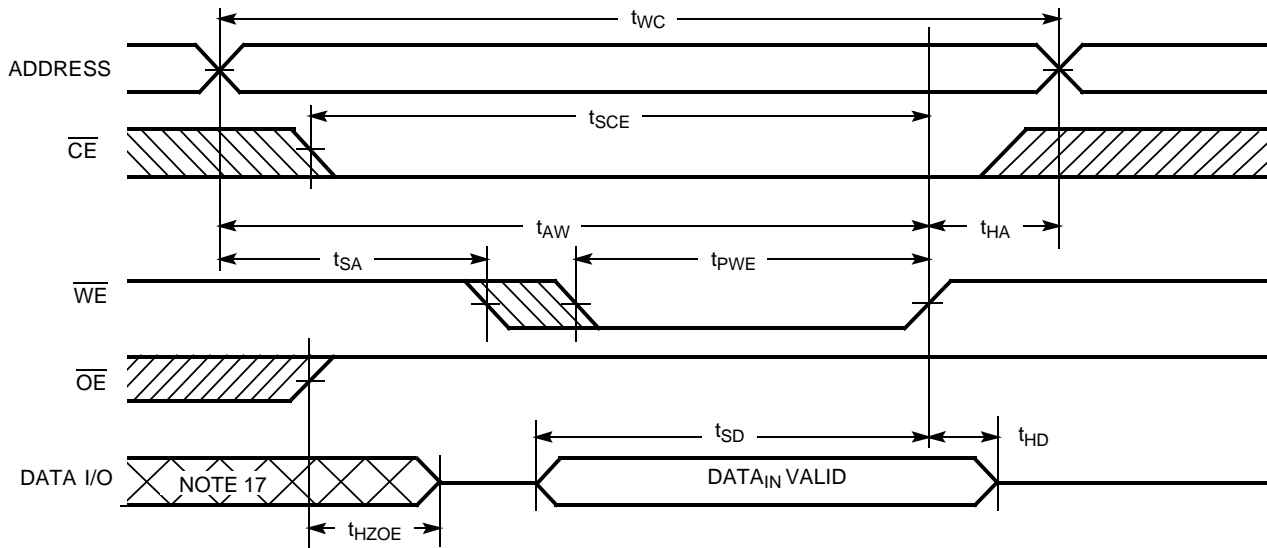 tWC
ADDRESS
tSCE
CE
tAW
tHA
tSA
tPWE
WE
OE
tSD
tHD
DATA I/O
NOTE 17
DATAIN VALID
tHZOE